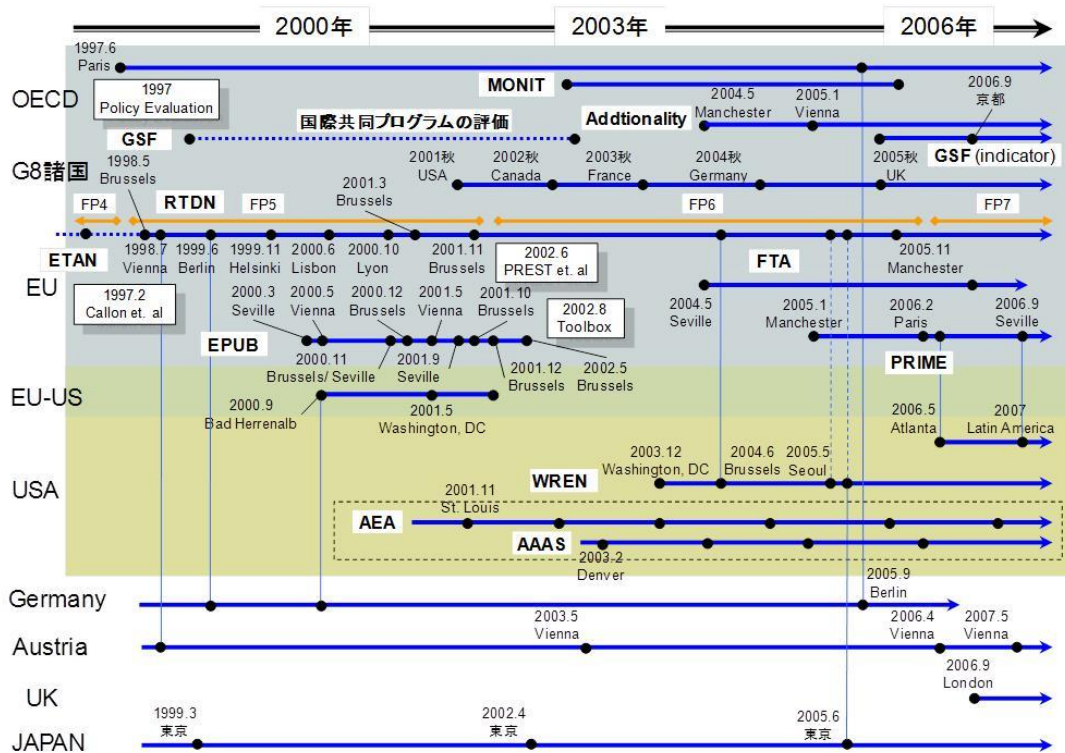 2000年
2003年
2006年
1997.6
Paris
OECD
1997
Policy Evaluation
MONIT
2006.9
京都
2004.5
Manchester
2005.1
Vienna
Addtionality
国際共同プログラムの評価
GSF
GSF (indicator)
G8諸国
1998.5
Brussels
2001秋
USA
2002秋
Canada
2003秋
France
2004秋
Germany
2005秋
UK
2001.3
Brussels
FP4
RTDN
FP5
FP6
FP7
ETAN
1998.7
Vienna
1999.6
Berlin
1999.11
Helsinki
2000.6
Lisbon
2000.10
Lyon
2001.11
Brussels
2002.6
PREST et. al
FTA
2005.11
Manchester
EU
1997.2
Callon et. al
2000.3
Seville
2000.5
Vienna
2000.12
Brussels
2001.5
Vienna
2001.10
Brussels
2002.8
Toolbox
2004.5
Seville
2005.1
Manchester
2006.2
Paris
2006.9
Seville
EPUB
2000.11
Brussels/ Seville
2001.9
Seville
2001.12
Brussels
2002.5
Brussels
PRIME
EU-US
2000.9
Bad Herrenalb
2001.5
Washington, DC
2006.5
Atlanta
2007
Latin America
USA
WREN
2003.12
Washington, DC
2004.6
Brussels
2005.5
Seoul
2001.11
St. Louis
AEA
AAAS
2003.2
Denver
Germany
2005.9
Berlin
Austria
2003.5
Vienna
2006.4
Vienna
2007.5
Vienna
UK
2006.9
London
JAPAN
1999.3
東京
2002.4
東京
2005.6
東京